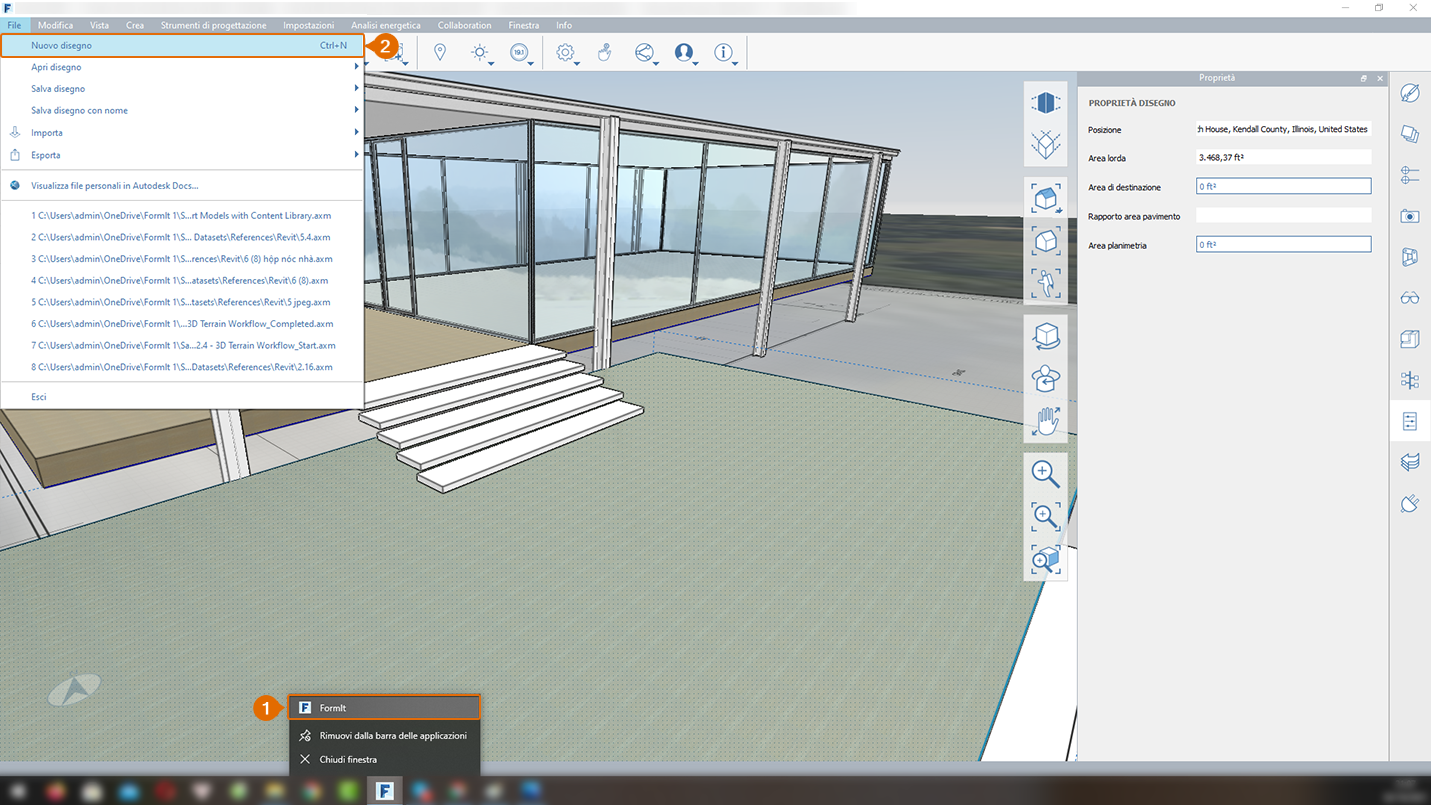 File Modifica Vista Crea Strumenti di progettazione Impostazioni Analisi energetica Collaboration Finestra Info
Nuovo disegno Ctrl+N
2
Apri disegno
Salva disegno
Salva disegno con nome
Importa
Esporta
Visualizza file personali in Autodesk Docs...
1 C:\Users\admin\OneDrive\FormIt 1\S...rt Models with Content Library.axm
2 C:\Users\admin\OneDrive\FormIt 1\S... Datasets\References\Revit\5.4.axm
3 C:\Users\admin\OneDrive\FormIt 1\S...rences\Revit\6 (8) hộp nóc nhà.axm
4 C:\Users\admin\OneDrive\FormIt 1\S...atasets\References\Revit\6 (8).axm
5 C:\Users\admin\OneDrive\FormIt 1\S...tasets\References\Revit\5 jpeg.axm
6 C:\Users\admin\OneDrive\FormIt 1\...3D Terrain Workflow_Completed.axm
7 C:\Users\admin\OneDrive\FormIt 1\Sa...2.4 - 3D Terrain Workflow_Start.axm
8 C:\Users\admin\OneDrive\FormIt 1\S...Datasets\References\Revit\2.16.axm
Esci
19.1
Proprietà
PROPRIETÀ DISEGNO
Posizione h House, Kendall County, Illinois, United States
Area lorda 3.468,37 ft²
Area di destinazione 0 ft²
Rapporto area pavimento
Area planimetria 0 ft²
1
FormIt
Rimuovi dalla barra delle applicazioni
Chiudi finestra